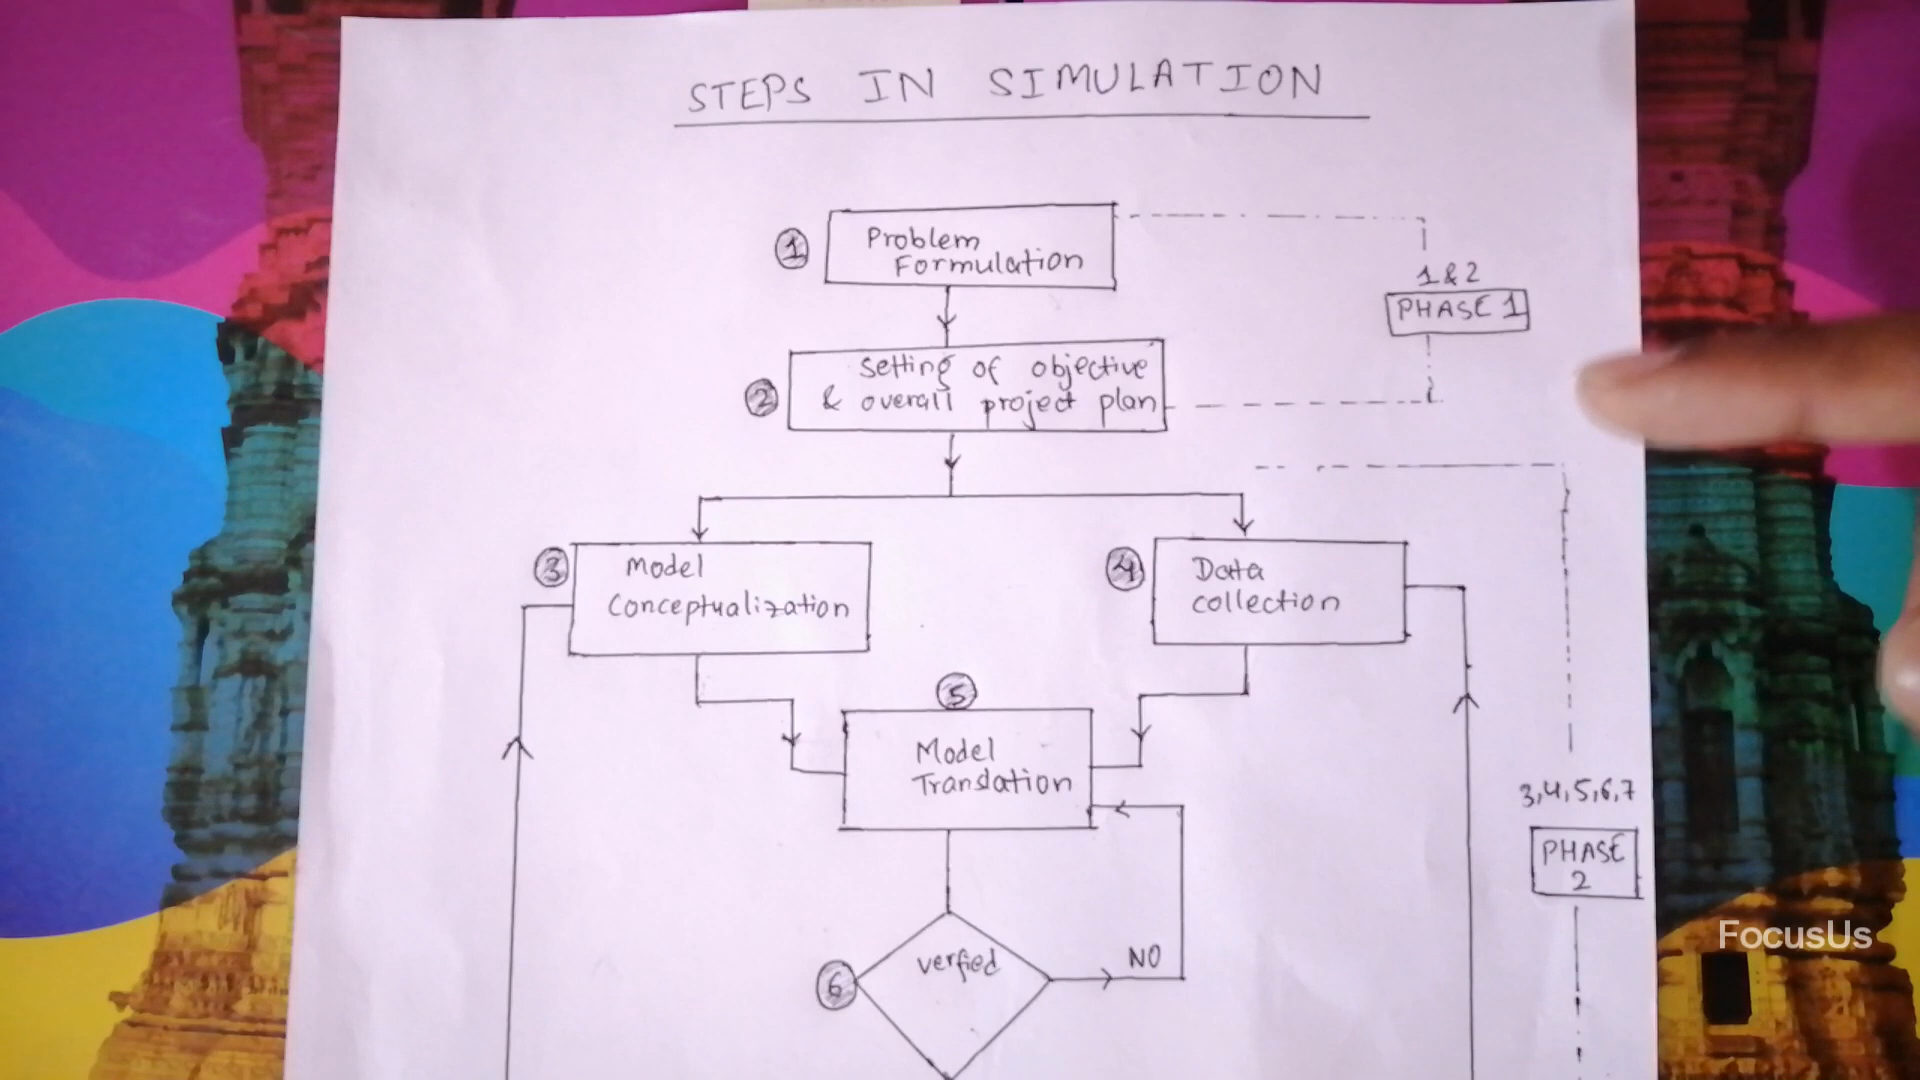 STEPS IN SIMULATION
1
Problem
Formulation
1 & 2
PHASE 1
2
setting of objective
& overall project plan
3
Model
Conceptualization
4
Data
collection
5
Model
Translation
3,4,5,6,7
PHASE
2
6
verfied
NO
FocusUs